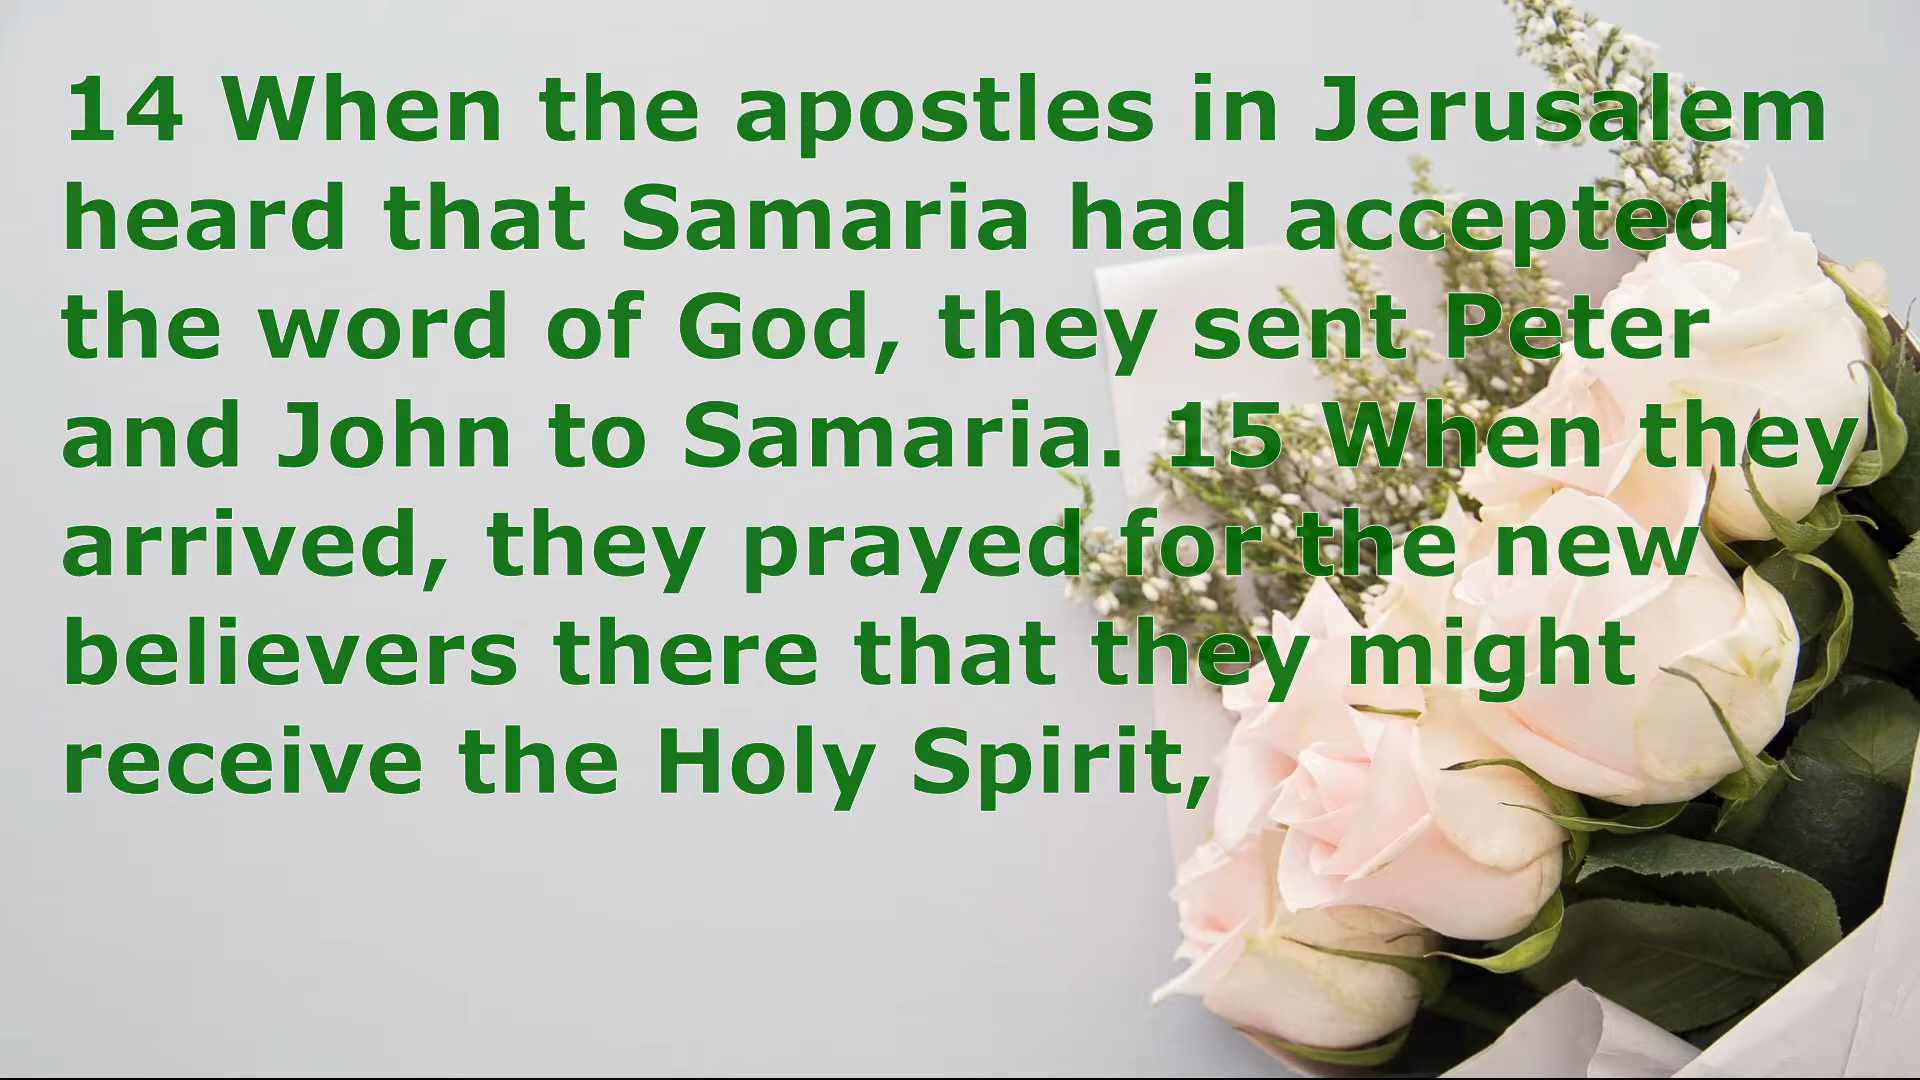 14 When the apostles in Jerusalem
heard that Samaria had accepted
the word of God, they sent Peter
and John to Samaria. 15 When they
arrived, they prayed for the new
believers there that they might
receive the Holy Spirit,